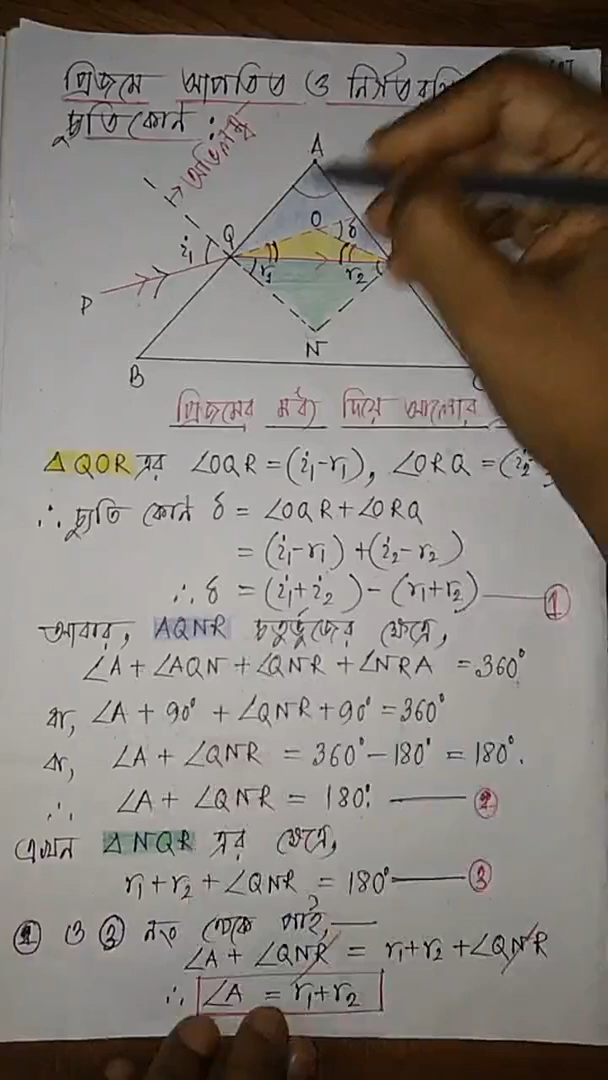 প্রিজমে আপতিত ও নির্গত
চ্যুতি কোন :
অভিলম্ব
A
O
δ
i₁
Q
r₁
r₂
P
N
B
C
প্রিজমের মধ্য দিয়ে আলোর
Δ QOR এর ∠OQR = (i₁-r₁), ∠ORQ = (i₂-
∴ চ্যুতি কোন δ = ∠OQR + ∠ORQ
= (i₁-r₁) + (i₂-r₂)
∴ δ = (i₁+i₂) - (r₁+r₂) —— ①
আবার, AQNR চতুর্ভূজের ক্ষেত্রে,
∠A + ∠AQN + ∠QNR + ∠NRA = 360°
বা, ∠A + 90° + ∠QNR + 90° = 360°
বা, ∠A + ∠QNR = 360° - 180° = 180°.
∴ ∠A + ∠QNR = 180°. —— ②
এখন ΔNQR এর ক্ষেত্রে,
r₁+r₂ + ∠QNR = 180° —— ③
② ও ③ নং থেকে পাই, —
∠A + ∠QNR = r₁+r₂ + ∠QNR
∴ ∠A = r₁+r₂